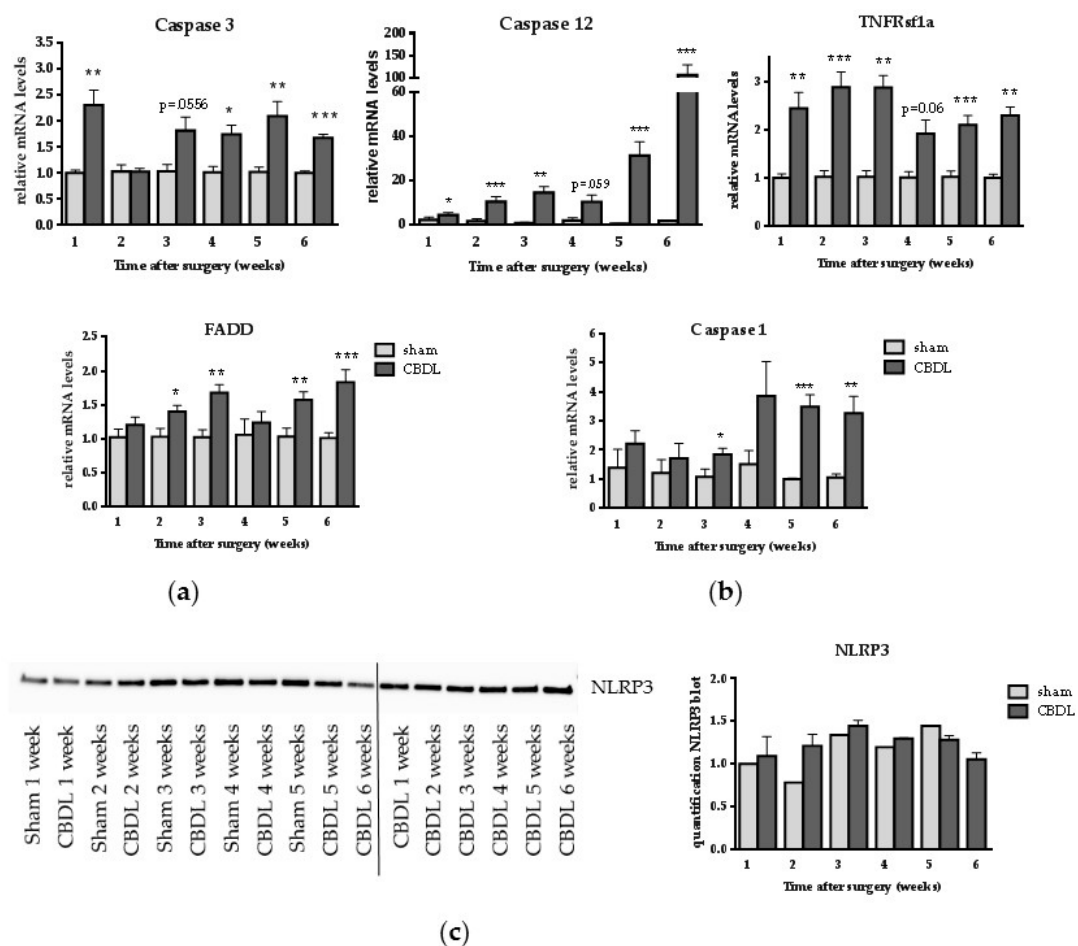 Caspase 3
relative mRNA levels
3.5
3.0
2.5
2.0
1.5
1.0
0.5
0.0
**
p=.0556
*
**
***
1 2 3 4 5 6
Time after surgery (weeks)
Caspase 12
relative mRNA levels
200
150
100
60
40
20
0
*
***
**
p=.059
***
***
1 2 3 4 5 6
Time after surgery (weeks)
TNFRsf1a
relative mRNA levels
3
2
1
0
**
***
**
p=0.06
***
**
1 2 3 4 5 6
Time after surgery (weeks)
FADD
relative mRNA levels
2.5
2.0
1.5
1.0
0.5
0.0
*
**
**
***
1 2 3 4 5 6
Time after surgery (weeks)
sham
CBDL
(a)
Caspase 1
relative mRNA levels
6
5
4
3
2
1
0
*
***
**
1 2 3 4 5 6
Time after surgery (weeks)
sham
CBDL
(b)
NLRP3
Sham 1 week
CBDL 1 week
Sham 2 weeks
CBDL 2 weeks
Sham 3 weeks
CBDL 3 weeks
Sham 4 weeks
CBDL 4 weeks
Sham 5 weeks
CBDL 5 weeks
CBDL 6 weeks
CBDL 1 week
CBDL 2 weeks
CBDL 3 weeks
CBDL 4 weeks
CBDL 5 weeks
CBDL 6 weeks
NLRP3
quantification NLRP3 blot
2.0
1.5
1.0
0.5
0.0
1 2 3 4 5 6
Time after surgery (weeks)
sham
CBDL
(c)